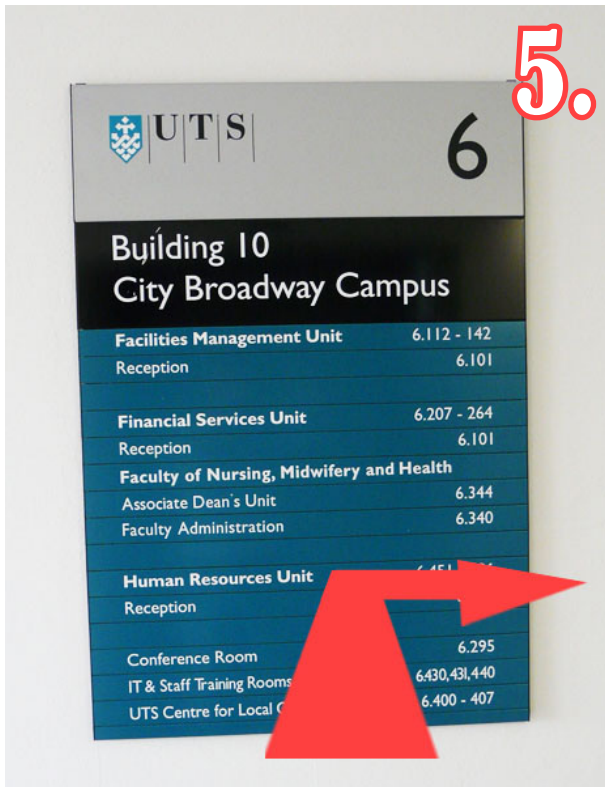 5.
UTS
6
Building 10
City Broadway Campus
Facilities Management Unit 6.112 - 142
Reception 6.101
Financial Services Unit 6.207 - 264
Reception 6.101
Faculty of Nursing, Midwifery and Health
Associate Dean's Unit 6.344
Faculty Administration 6.340
Human Resources Unit
Reception
Conference Room 6.295
IT & Staff Training Rooms 6.430,431,440
UTS Centre for Local 6.400 - 407